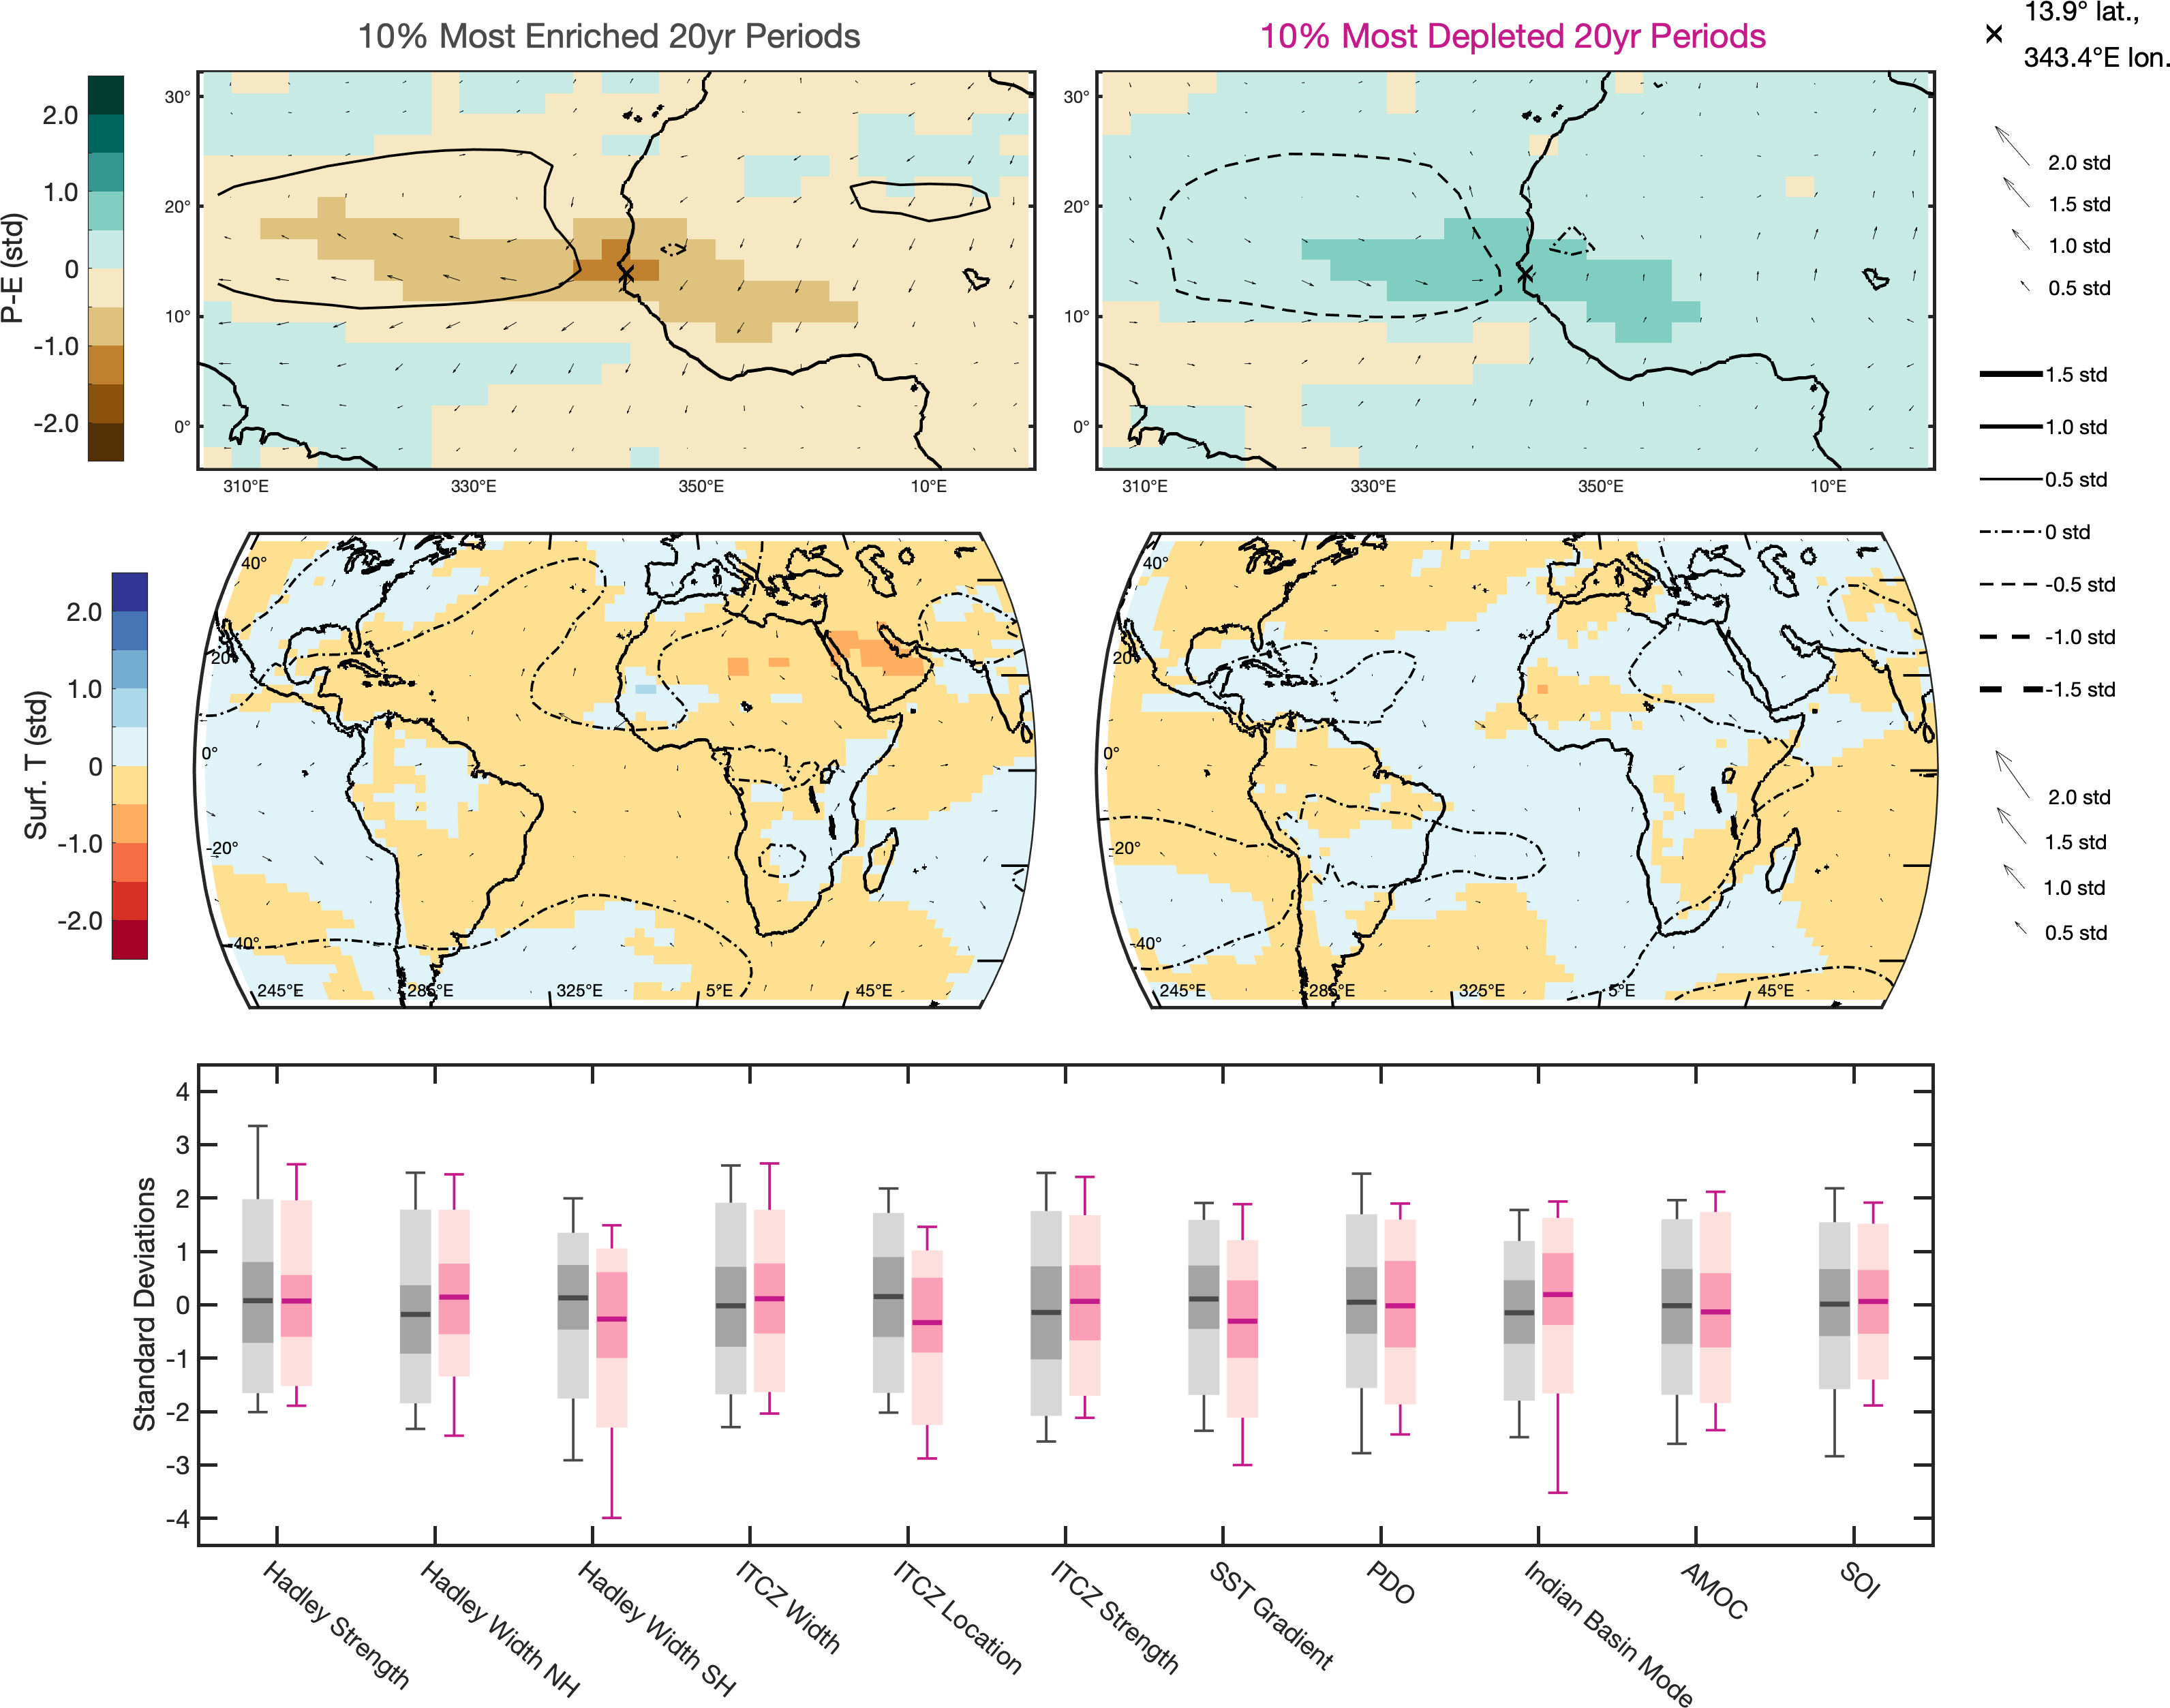 10% Most Enriched 20yr Periods
10% Most Depleted 20yr Periods
13.9° lat.,
343.4°E lon.
P-E (std)
2.0
1.0
0
-1.0
-2.0
30°
20°
10°
0°
310°E
330°E
350°E
10°E
30°
20°
10°
0°
310°E
330°E
350°E
10°E
2.0 std
1.5 std
1.0 std
0.5 std
1.5 std
1.0 std
0.5 std
0 std
-0.5 std
-1.0 std
-1.5 std
Surf. T (std)
2.0
1.0
0
-1.0
-2.0
40°
20°
0°
-20°
-40°
245°E
285°E
325°E
5°E
45°E
40°
20°
0°
-20°
-40°
245°E
285°E
325°E
5°E
45°E
2.0 std
1.5 std
1.0 std
0.5 std
Standard Deviations
4
3
2
1
0
-1
-2
-3
-4
Hadley Strength
Hadley Width NH
Hadley Width SH
ITCZ Width
ITCZ Location
ITCZ Strength
SST Gradient
PDO
Indian Basin Mode
AMOC
SOI